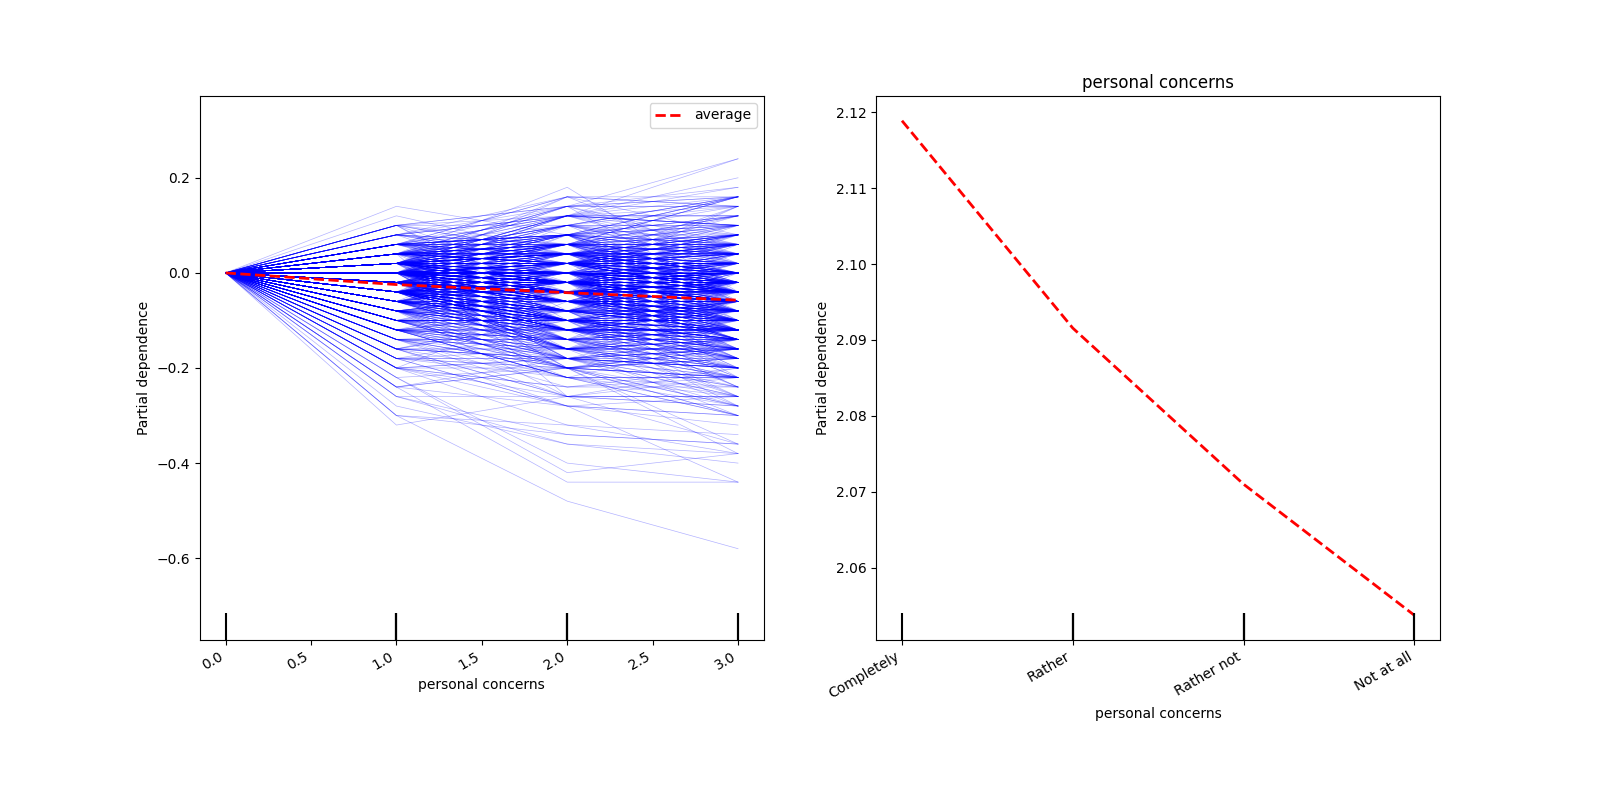 average
0.2
0.0
−0.2
−0.4
−0.6
Partial dependence
0.0
0.5
1.0
1.5
2.0
2.5
3.0
personal concerns
personal concerns
2.12
2.11
2.10
2.09
2.08
2.07
2.06
Partial dependence
Completely
Rather
Rather not
Not at all
personal concerns